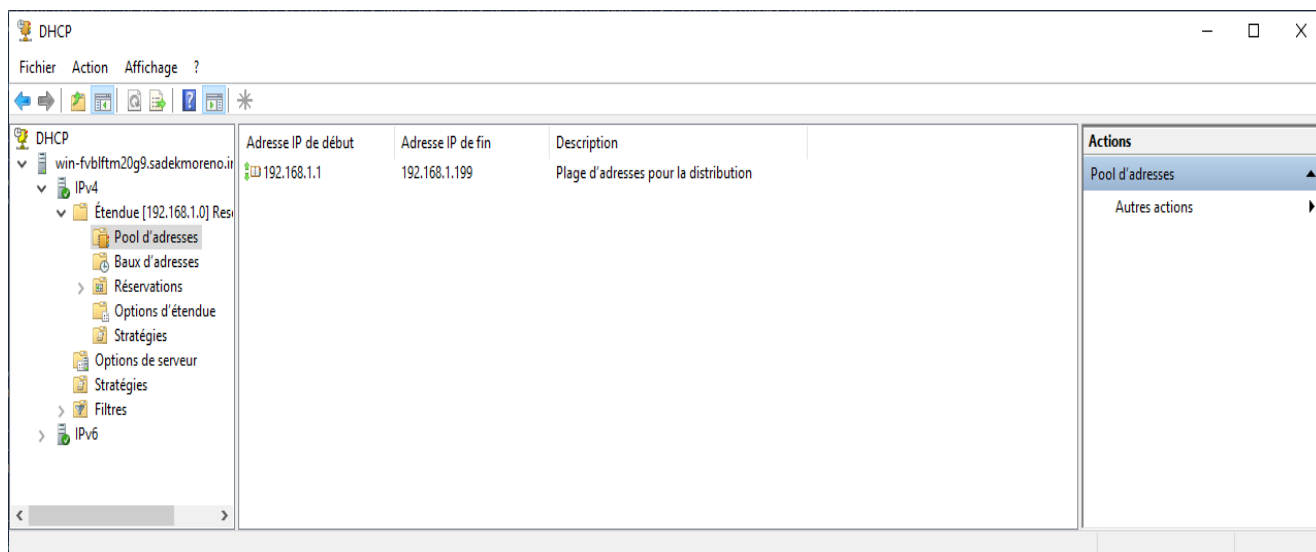 DHCP
Fichier Action Affichage ?
DHCP
win-fvblftm20g9.sadekmoreno.ir
IPv4
Étendue [192.168.1.0] Rese
Pool d'adresses
Baux d'adresses
Réservations
Options d'étendue
Stratégies
Options de serveur
Stratégies
Filtres
IPv6
Adresse IP de début Adresse IP de fin Description
192.168.1.1 192.168.1.199 Plage d'adresses pour la distribution
Actions
Pool d'adresses
Autres actions